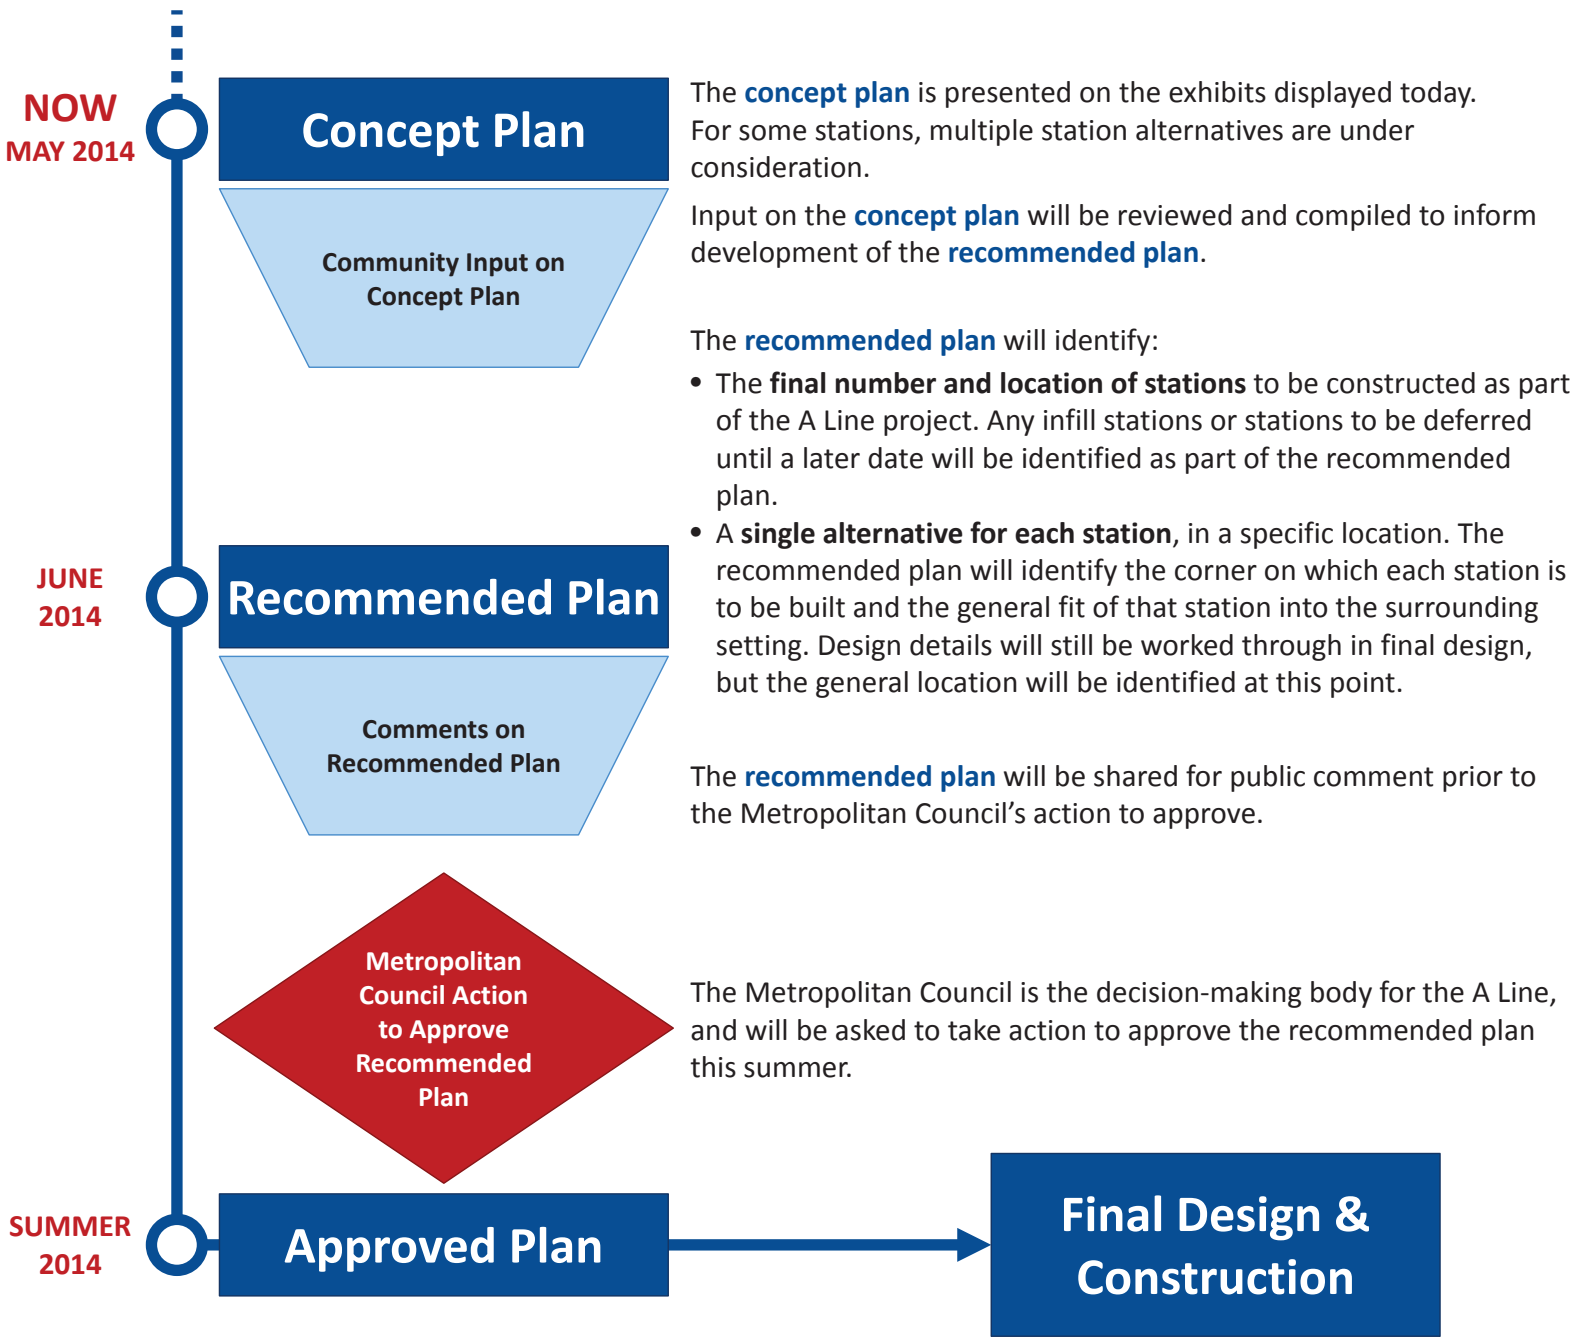 NOW
MAY 2014
Concept Plan
The concept plan is presented on the exhibits displayed today.
For some stations, multiple station alternatives are under
consideration.
Community Input on
Concept Plan
Input on the concept plan will be reviewed and compiled to inform
development of the recommended plan.
The recommended plan will identify:
• The final number and location of stations to be constructed as part
of the A Line project. Any infill stations or stations to be deferred
until a later date will be identified as part of the recommended
plan.
• A single alternative for each station, in a specific location. The
recommended plan will identify the corner on which each station is
to be built and the general fit of that station into the surrounding
setting. Design details will still be worked through in final design,
but the general location will be identified at this point.
JUNE
2014
Recommended Plan
Comments on
Recommended Plan
The recommended plan will be shared for public comment prior to
the Metropolitan Council’s action to approve.
Metropolitan
Council Action
to Approve
Recommended
Plan
The Metropolitan Council is the decision-making body for the A Line,
and will be asked to take action to approve the recommended plan
this summer.
SUMMER
2014
Approved Plan
Final Design &
Construction